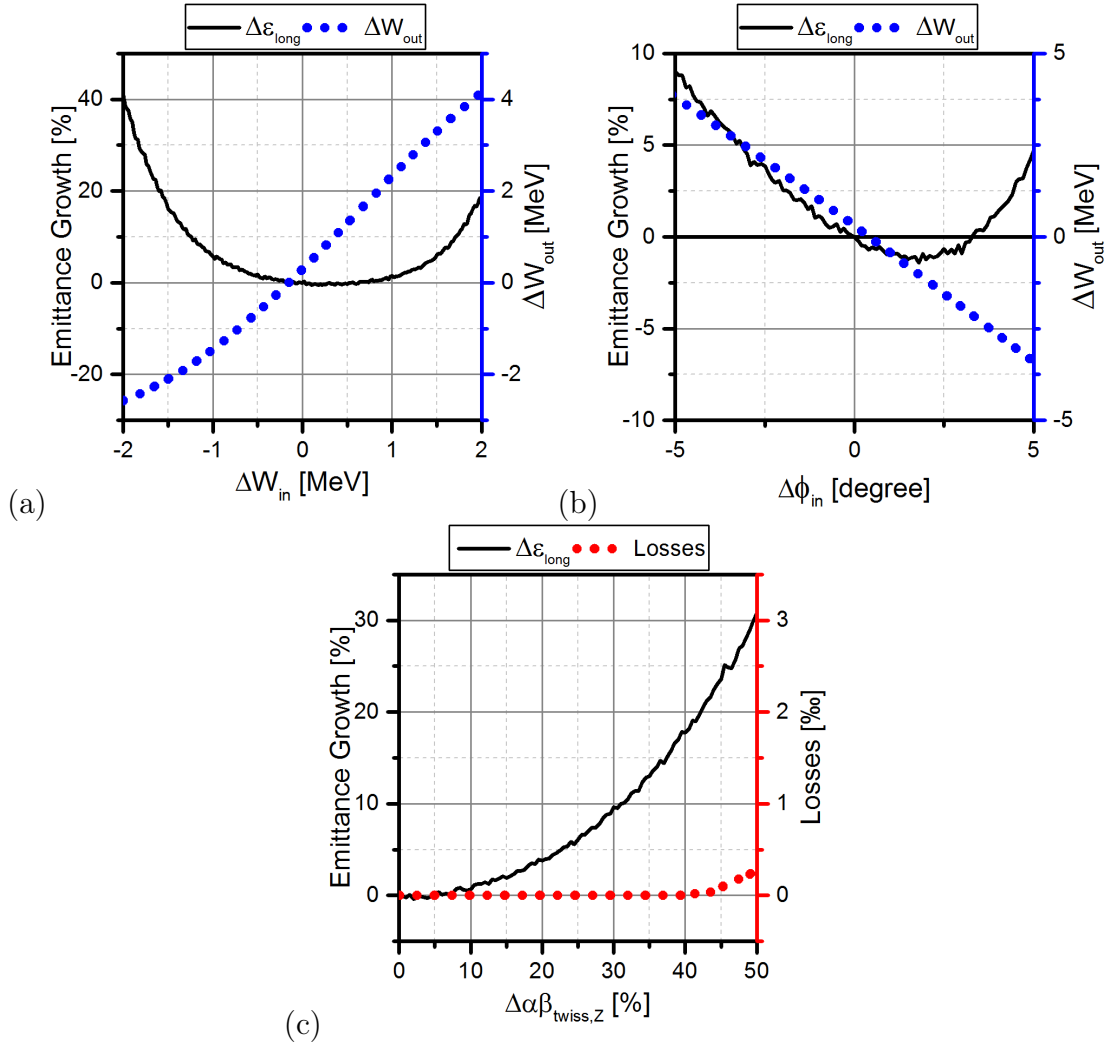 Δε_long ΔW_out
40
20
0
-20
4
2
0
-2
Emittance Growth [%]
ΔW_out [MeV]
-2 -1 0 1 2
ΔW_in [MeV]
(a)
Δε_long ΔW_out
10
5
0
-5
-10
5
0
-5
Emittance Growth [%]
ΔW_out [MeV]
-5 0 5
Δϕ_in [degree]
(b)
Δε_long Losses
30
20
10
0
3
2
1
0
Emittance Growth [%]
Losses [‰]
0 10 20 30 40 50
Δαβ_twiss,Z [%]
(c)